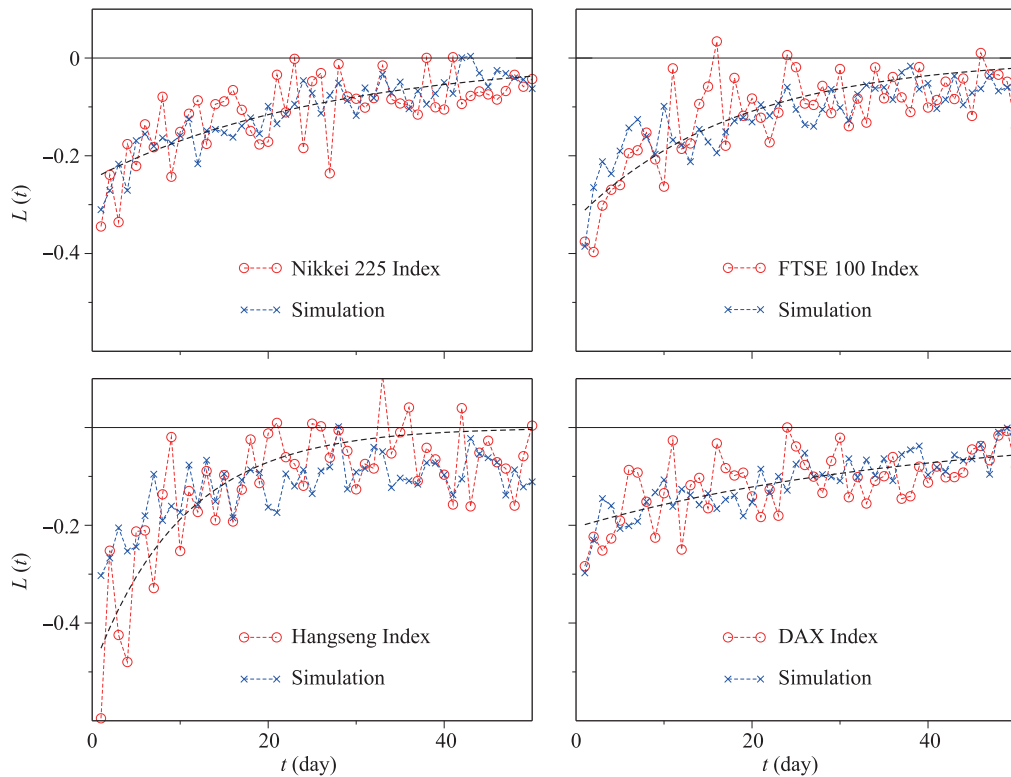 0
−0.2
−0.4
L (t)
Nikkei 225 Index
Simulation
FTSE 100 Index
Simulation
0
−0.2
−0.4
L (t)
Hangseng Index
Simulation
DAX Index
Simulation
0
20
40
0
20
40
t (day)
t (day)